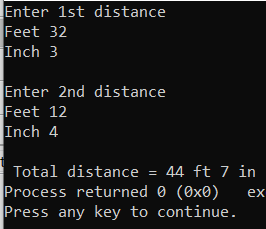 Enter 1st distance
Feet 32
Inch 3
Enter 2nd distance
Feet 12
Inch 4
Total distance = 44 ft 7 in
Process returned 0 (0x0) ex
Press any key to continue.